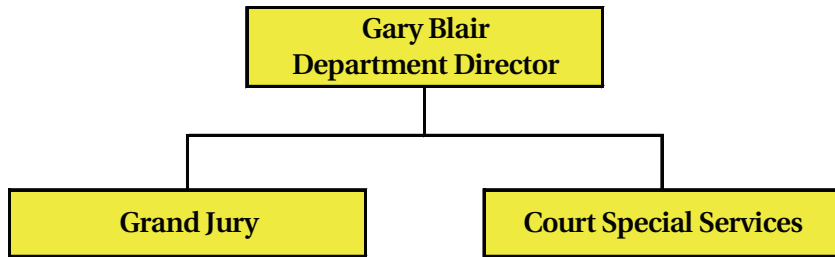 Gary Blair
Department Director
Grand Jury
Court Special Services